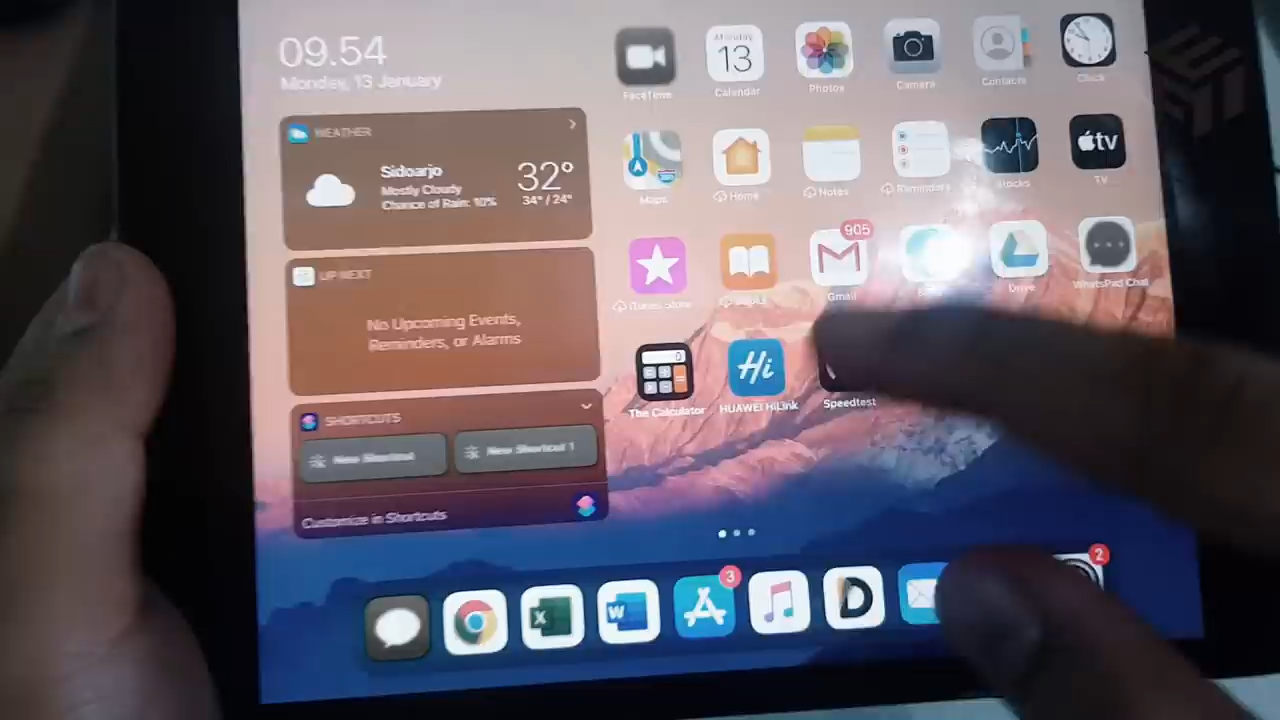 09.54
Monday, 13 January
WEATHER
Sidoarjo
Mostly Cloudy
Chance of Rain: 10%
32°
34° / 24°
UP NEXT
No Upcoming Events,
Reminders, or Alarms
SHORTCUTS
New Shortcut
New Shortcut 1
Customize in Shortcuts
FaceTime
Monday
13
Calendar
Photos
Camera
Contacts
Clock
Maps
Home
Notes
Reminders
Stocks
tv
TV
iTunes Store
905
Gmail
Drive
WhatsPad Chat
0
The Calculator
Hi
HUAWEI HiLink
Speedtest
X
W
3
D
2